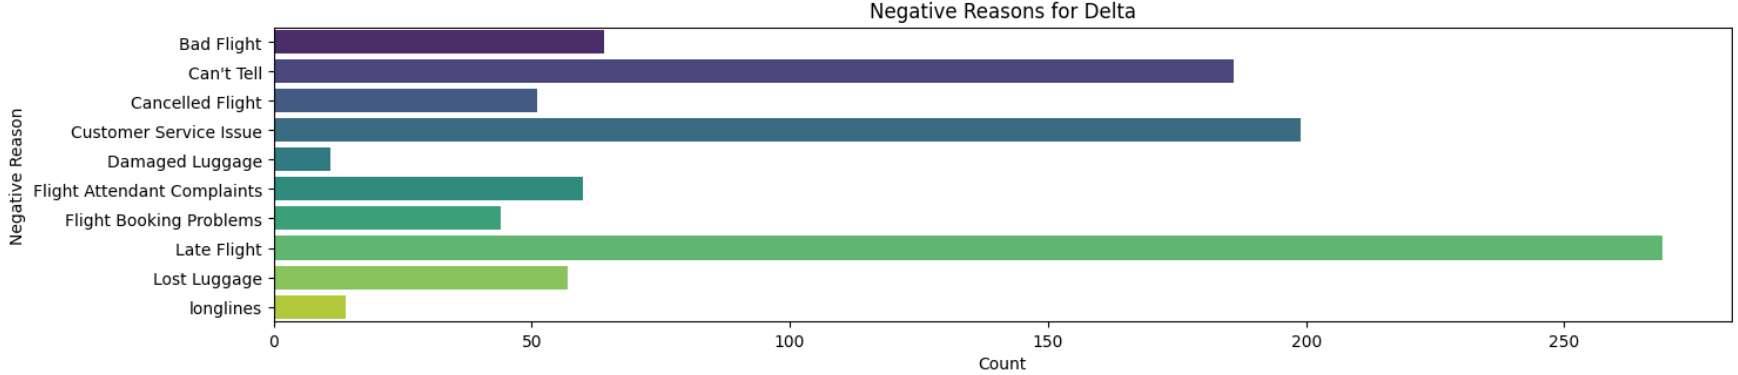 Negative Reasons for Delta
Negative Reason
Bad Flight
Can't Tell
Cancelled Flight
Customer Service Issue
Damaged Luggage
Flight Attendant Complaints
Flight Booking Problems
Late Flight
Lost Luggage
longlines
0 50 100 150 200 250
Count